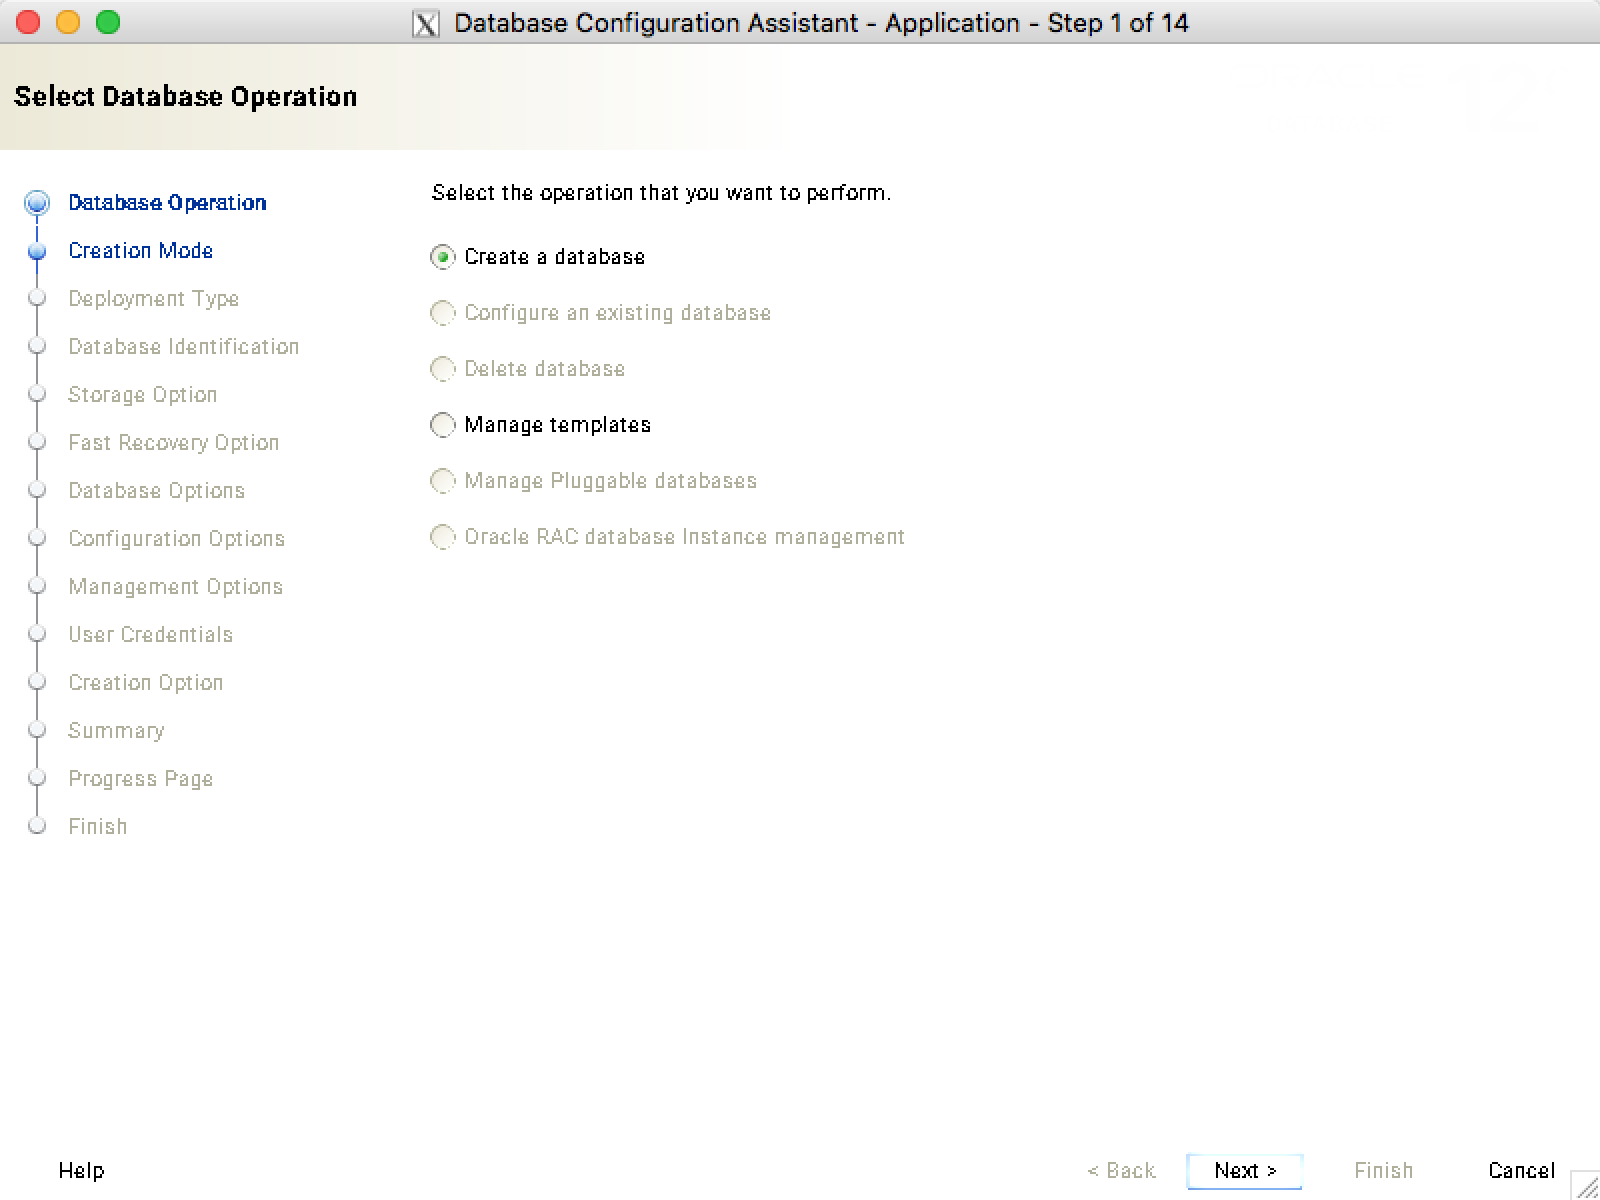 Database Configuration Assistant - Application - Step 1 of 14
Select Database Operation
Database Operation
Creation Mode
Deployment Type
Database Identification
Storage Option
Fast Recovery Option
Database Options
Configuration Options
Management Options
User Credentials
Creation Option
Summary
Progress Page
Finish
Select the operation that you want to perform.
Create a database
Configure an existing database
Delete database
Manage templates
Manage Pluggable databases
Oracle RAC database Instance management
Help
< Back
Next >
Finish
Cancel